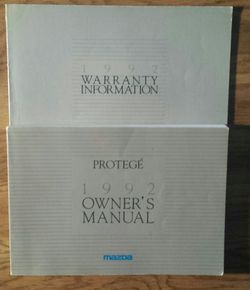 1992
WARRANTY
INFORMATION
PROTEGÉ
1992
OWNER'S
MANUAL
mazda